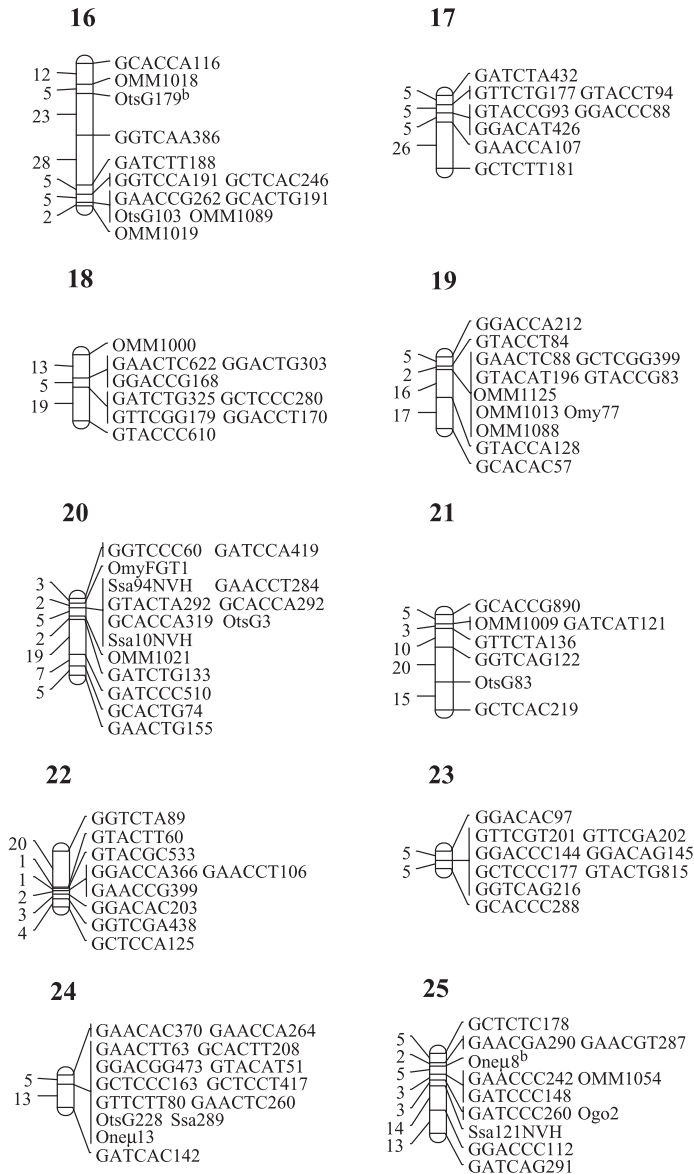 16
12
5
23
28
5
5
2
GCACCA116
OMM1018
OtsG179b
GGTCAA386
GATCTT188
GGTCCA191 GCTCAC246
GAACCG262 GCACTG191
OtsG103 OMM1089
OMM1019
17
5
5
5
26
GATCTA432
GTTCTG177 GTACCT94
GTACCG93 GGACCC88
GGACAT426
GAACCA107
GCTCTT181
18
13
5
19
OMM1000
GAACTC622 GGACTG303
GGACCG168
GATCTG325 GCTCCC280
GTTCGG179 GGACCT170
GTACCC610
19
5
2
16
17
GGACCA212
GTACCT84
GAACTC88 GCTCGG399
GTACAT196 GTACCG83
OMM1125
OMM1013 Omy77
OMM1088
GTACCA128
GCACAC57
20
3
2
5
2
19
7
5
GGTCCC60 GATCCA419
OmyFGT1
Ssa94NVH GAACCT284
GTACTA292 GCACCA292
GCACCA319 OtsG3
Ssa10NVH
OMM1021
GATCTG133
GATCCC510
GCACTG74
GAACTG155
21
5
3
10
20
15
GCACCG890
OMM1009 GATCAT121
GTTCTA136
GGTCAG122
OtsG83
GCTCAC219
22
20
1
1
2
3
4
GGTCTA89
GTACTT60
GTACGC533
GGACCA366 GAACCT106
GAACCG399
GGACAC203
GGTCGA438
GCTCCA125
23
5
5
GGACAC97
GTTCGT201 GTTCGA202
GGACCC144 GGACAG145
GCTCCC177 GTACTG815
GGTCAG216
GCACCC288
24
5
13
GAACAC370 GAACCA264
GAACTT63 GCACTT208
GGACGG473 GTACAT51
GCTCCC163 GCTCCT417
GTTCTT80 GAACTC260
OtsG228 Ssa289
Oneµ13
GATCAC142
25
5
2
5
3
3
14
13
GCTCTC178
GAACGA290 GAACGT287
Oneµ8b
GAACCC242 OMM1054
GATCCC148
GATCCC260 Ogo2
Ssa121NVH
GGACCC112
GATCAG291